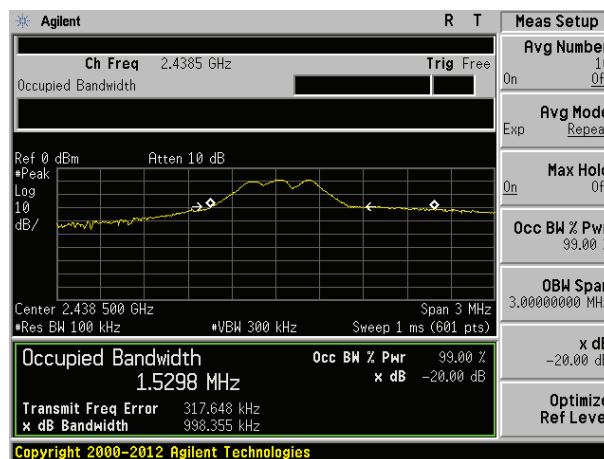 Agilent R T Meas Setup
Ch Freq 2.4385 GHz Trig Free
Occupied Bandwidth
Ref 0 dBm Atten 10 dB
#Peak
Log
10
dB/
Center 2.438 500 GHz Span 3 MHz
#Res BW 100 kHz #VBW 300 kHz Sweep 1 ms (601 pts)
Occupied Bandwidth Occ BW % Pwr 99.00 %
1.5298 MHz x dB -20.00 dB
Transmit Freq Error 317.648 kHz
x dB Bandwidth 998.355 kHz
Copyright 2000-2012 Agilent Technologies
Avg Number
On
Avg Mode
Exp Repeat
Max Hold
On
Occ BW % Pwr
99.00
OBW Span
3.00000000 MHz
x dB
-20.00 dB
Optimize
Ref Level